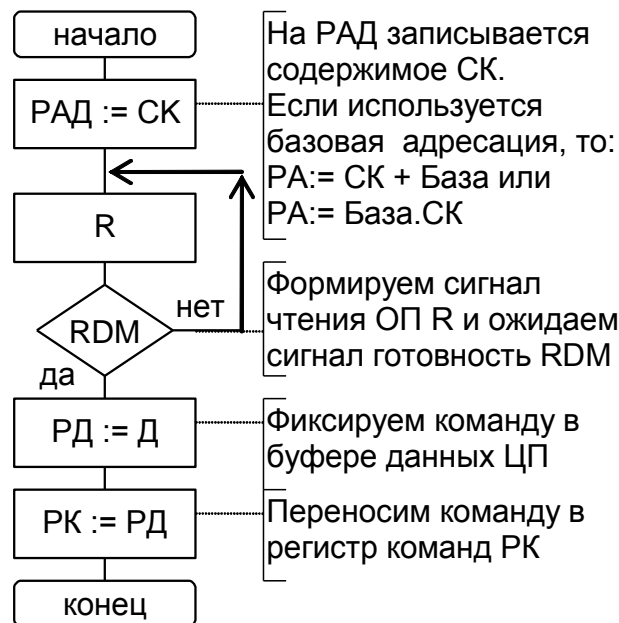 начало
На РАД записывается
содержимое СК.
Если используется
базовая адресация, то:
РА:= СК + База или
РА:= База.СК
РАД := СК
R
RDM
нет
да
Формируем сигнал
чтения ОП R и ожидаем
сигнал готовность RDM
РД := Д
Фиксируем команду в
буфере данных ЦП
РК := РД
Переносим команду в
регистр команд РК
конец